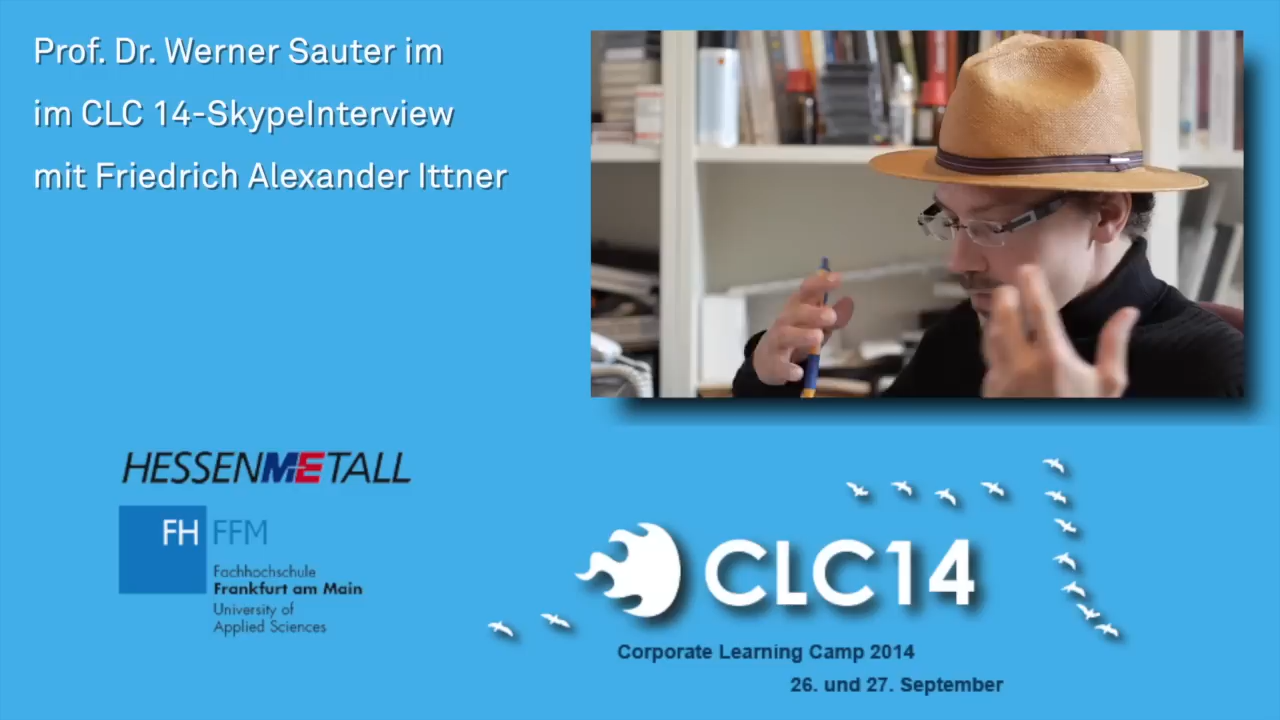 Prof. Dr. Werner Sauter im
im CLC 14-SkypeInterview
mit Friedrich Alexander Ittner
HESSENMETALL
FH FFM
Fachhochschule
Frankfurt am Main
University of
Applied Sciences
CLC14
Corporate Learning Camp 2014
26. und 27. September